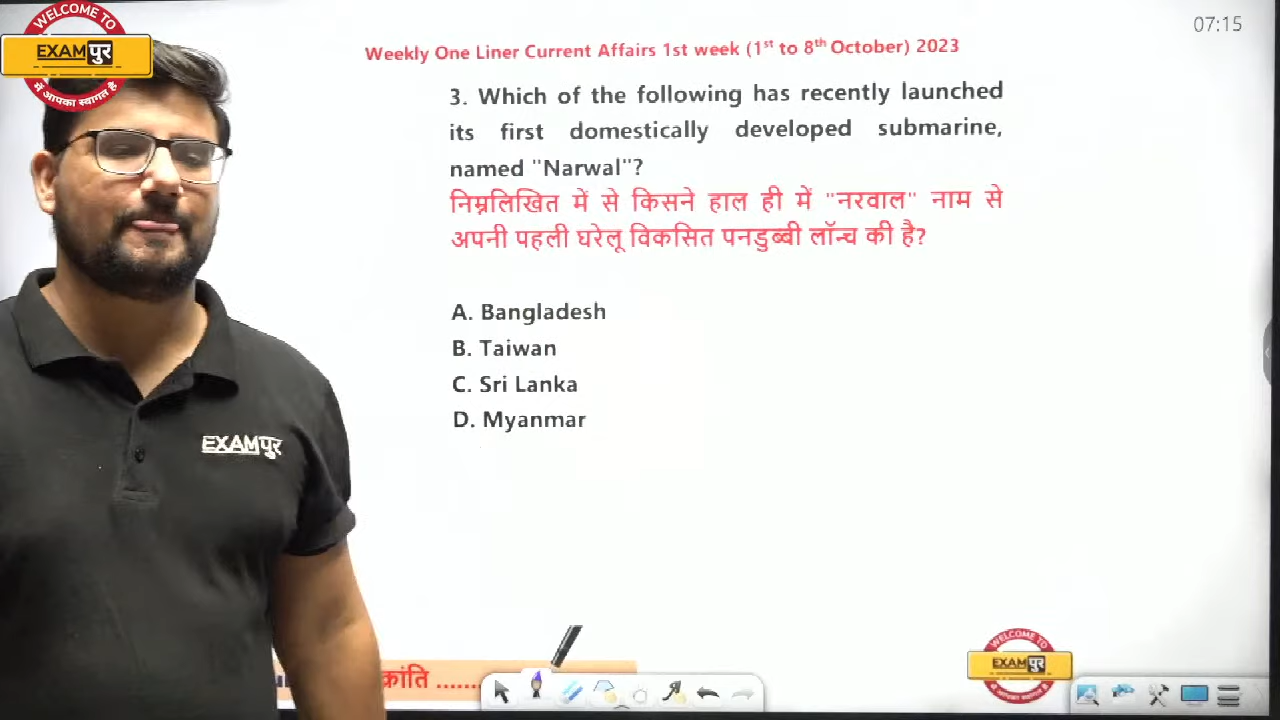 WELCOME TO
EXAMपुर
में आपका स्वागत है
07:15
Weekly One Liner Current Affairs 1st week (1st to 8th October) 2023
3. Which of the following has recently launched
its first domestically developed submarine,
named "Narwal"?
निम्नलिखित में से किसने हाल ही में "नरवाल" नाम से
अपनी पहली घरेलू विकसित पनडुब्बी लॉन्च की है?
A. Bangladesh
B. Taiwan
C. Sri Lanka
D. Myanmar
EXAMपुर
क्रांति .......
WELCOME TO
EXAMपुर
में आपका स्वागत है